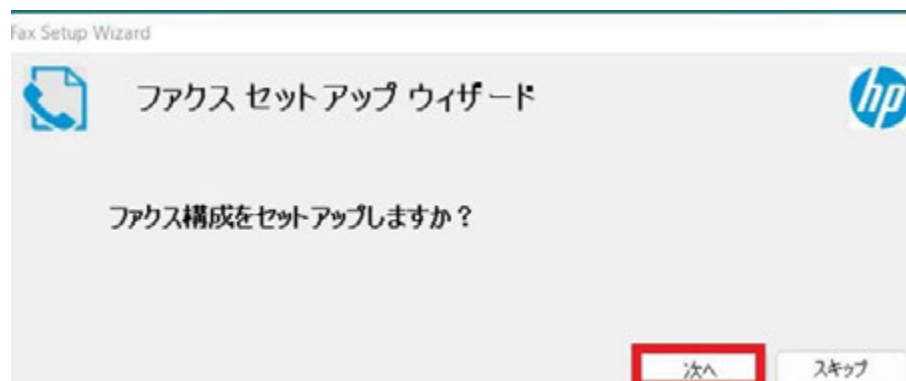 Fax Setup Wizard
ファクス セットアップ ウィザード
hp
ファクス構成をセットアップしますか？
次へ
スキップ